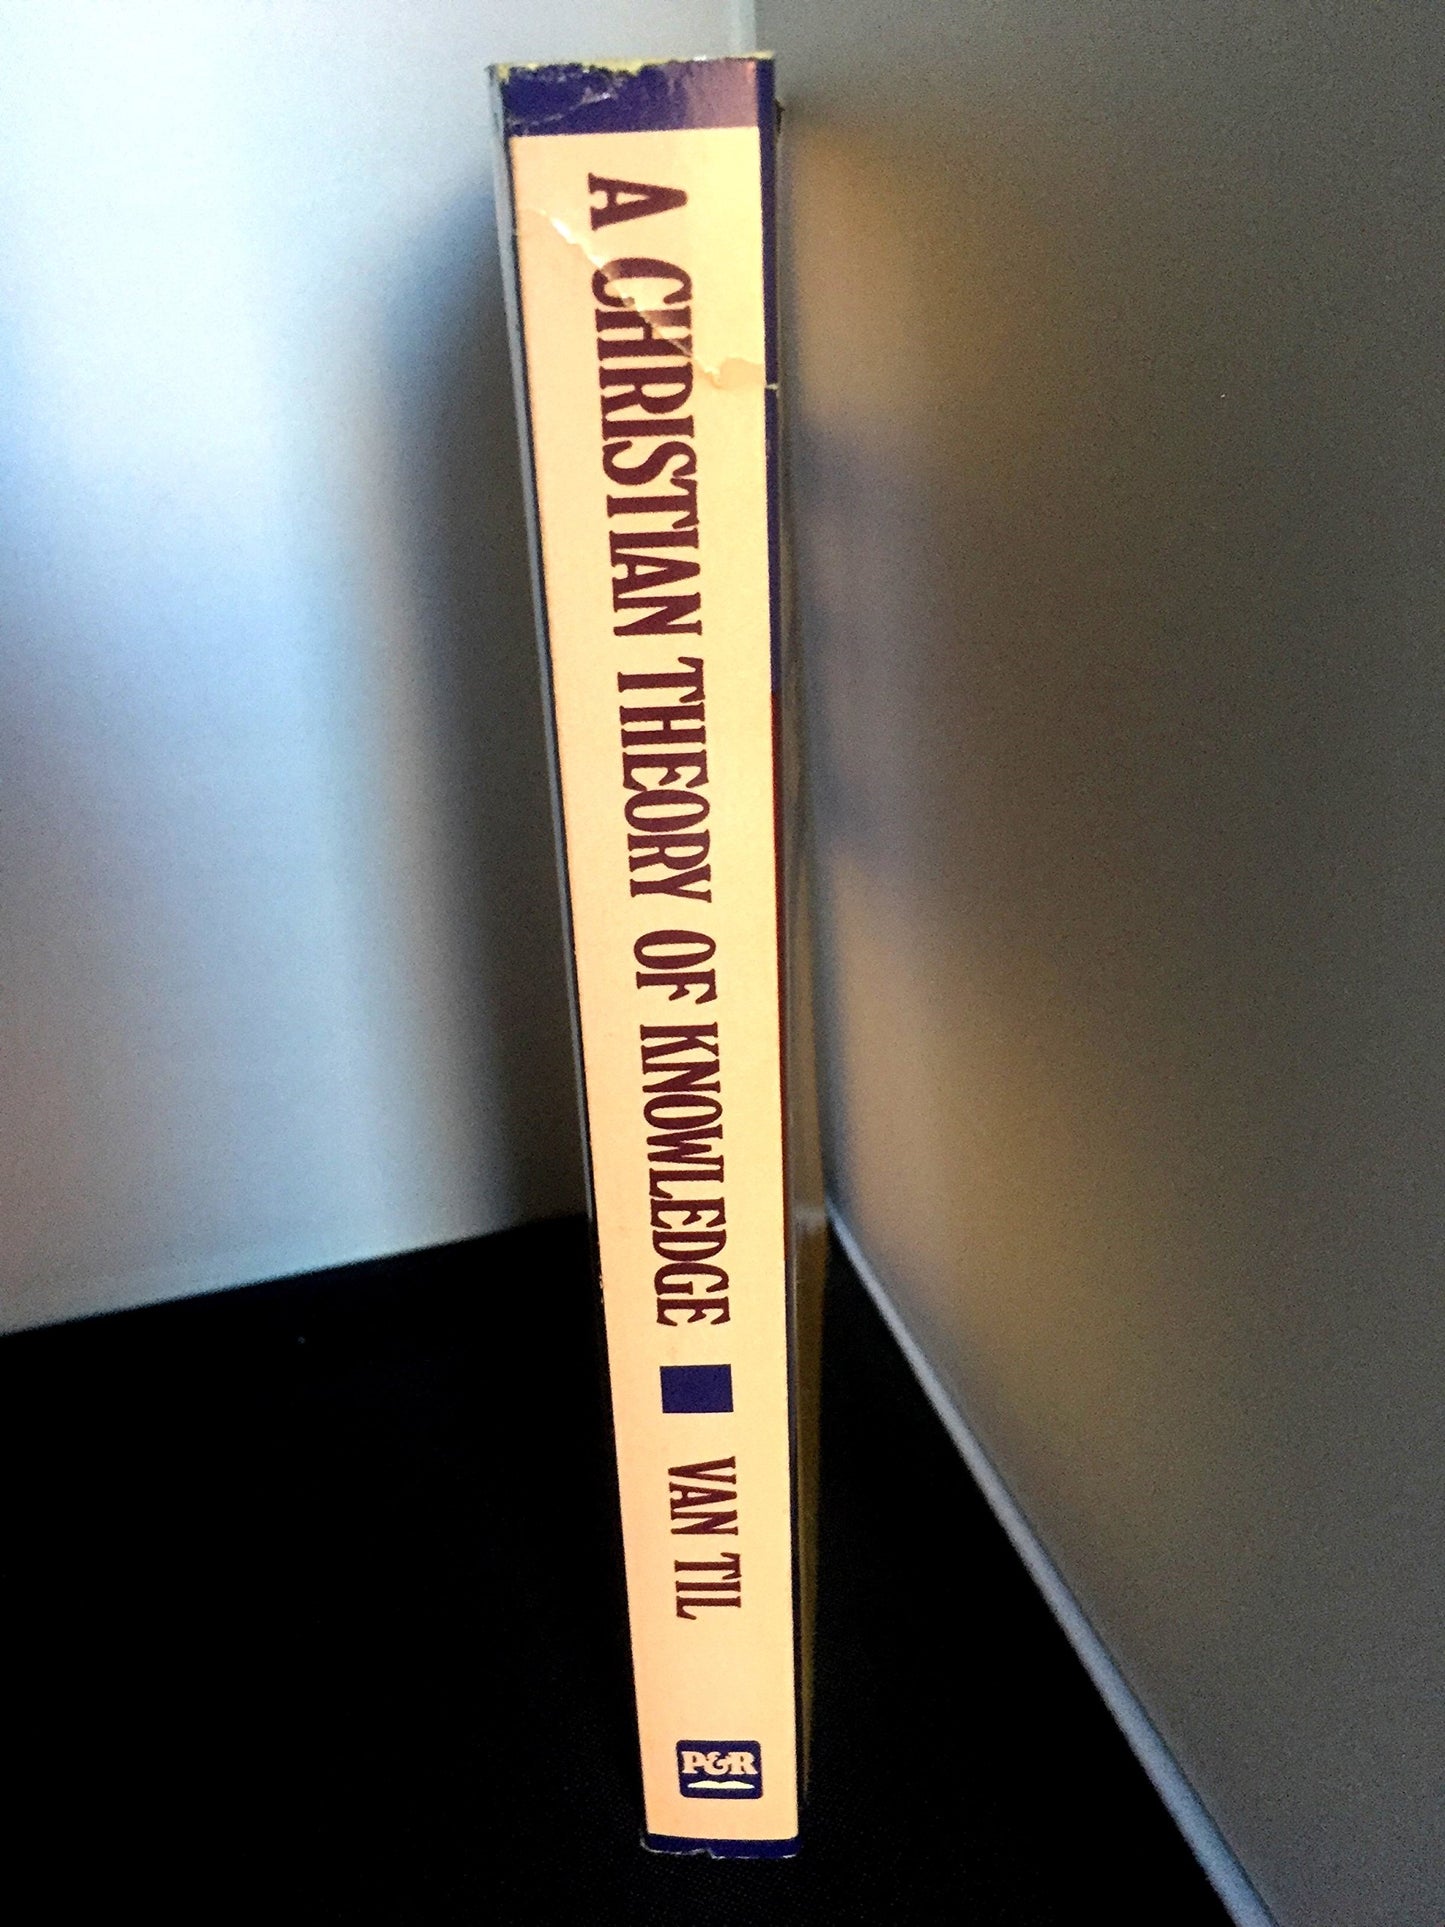 A CHRISTIAN THEORY OF KNOWLEDGE VAN TIL
P&R